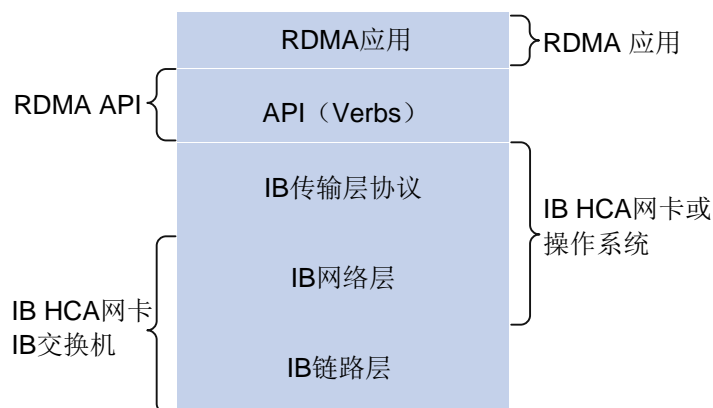 RDMA应用
RDMA 应用
RDMA API
API（Verbs）
IB传输层协议
IB HCA网卡或
操作系统
IB网络层
IB HCA网卡
IB交换机
IB链路层